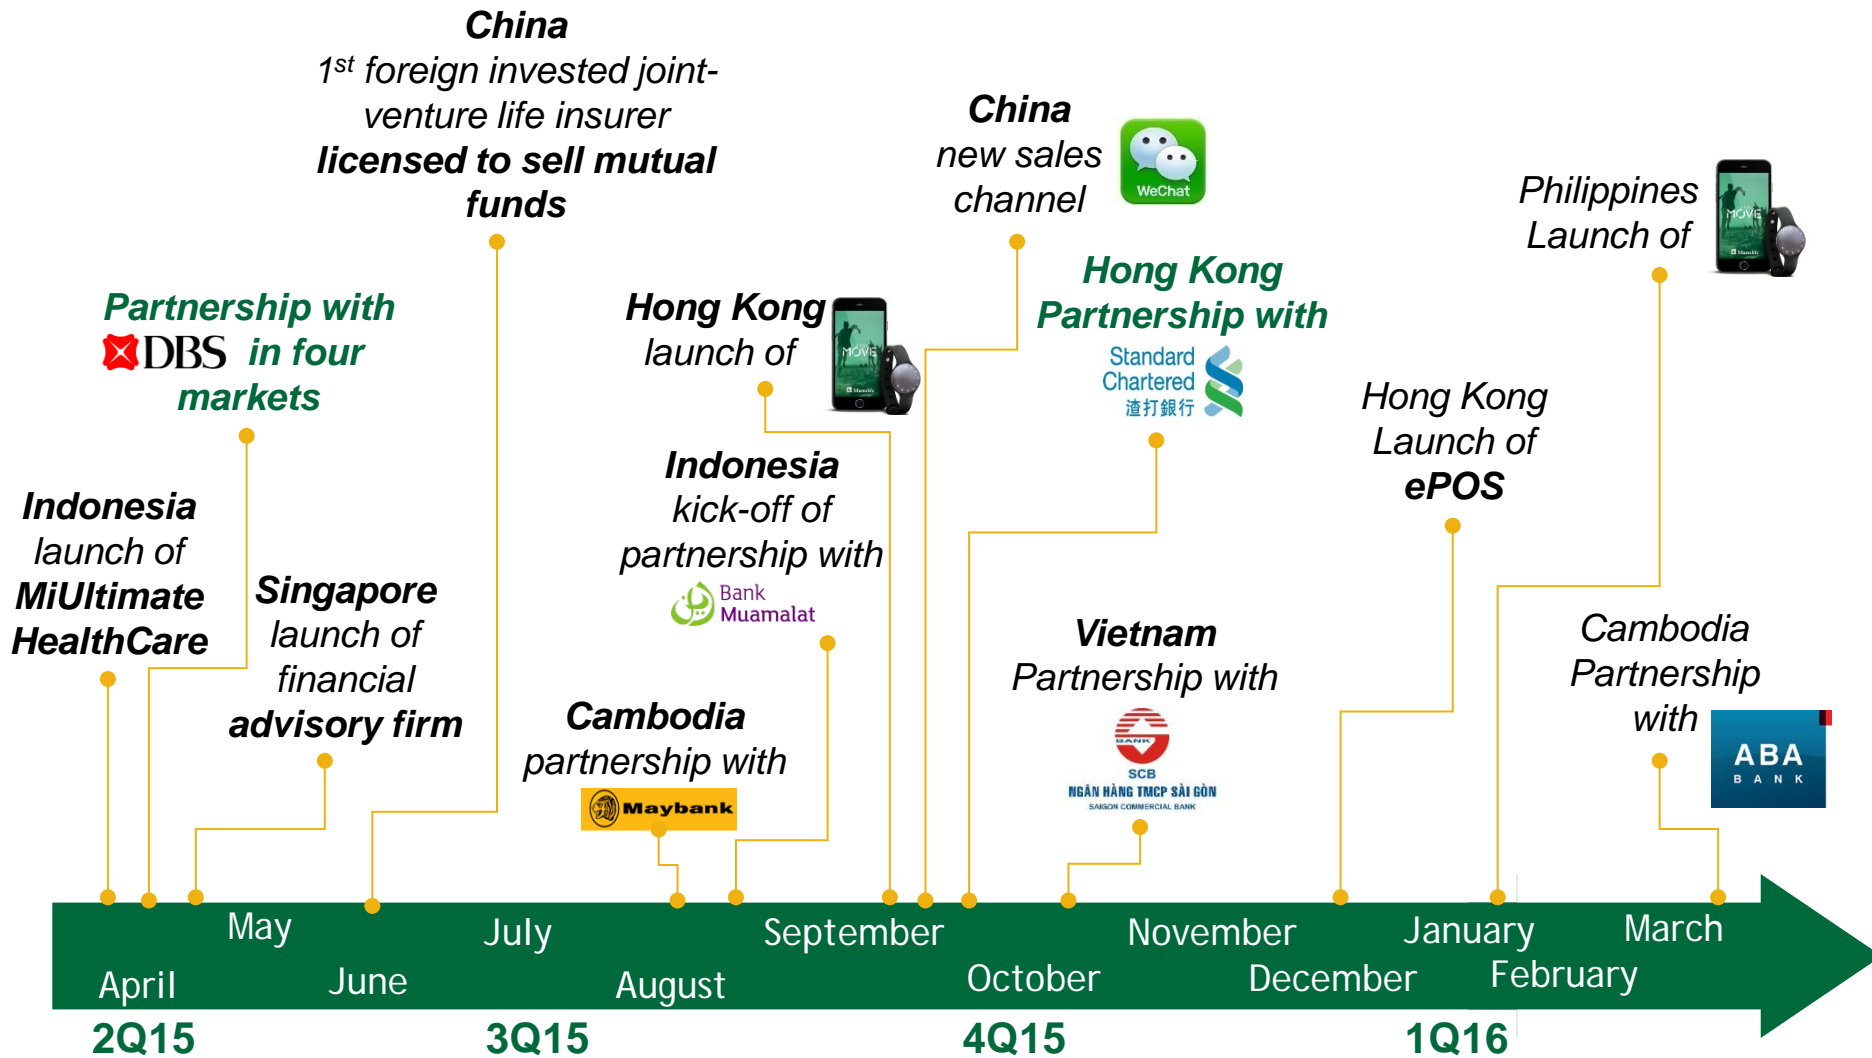 China
1st foreign invested joint-
venture life insurer
licensed to sell mutual
funds
China
new sales
channel
WeChat
Philippines
Launch of
MOVE
Manulife
Partnership with
DBS in four
markets
Hong Kong
launch of
MOVE
Manulife
Hong Kong
Partnership with
Standard
Chartered
渣打銀行
Hong Kong
Launch of
ePOS
Indonesia
launch of
MiUltimate
HealthCare
Singapore
launch of
financial
advisory firm
Indonesia
kick-off of
partnership with
Bank
Muamalat
Cambodia
partnership with
Maybank
Vietnam
Partnership with
BANK
SCB
NGÂN HÀNG TMCP SÀI GÒN
SAIGON COMMERCIAL BANK
Cambodia
Partnership
with
ABA
BANK
April
May
June
July
August
September
October
November
December
January
February
March
2Q15
3Q15
4Q15
1Q16